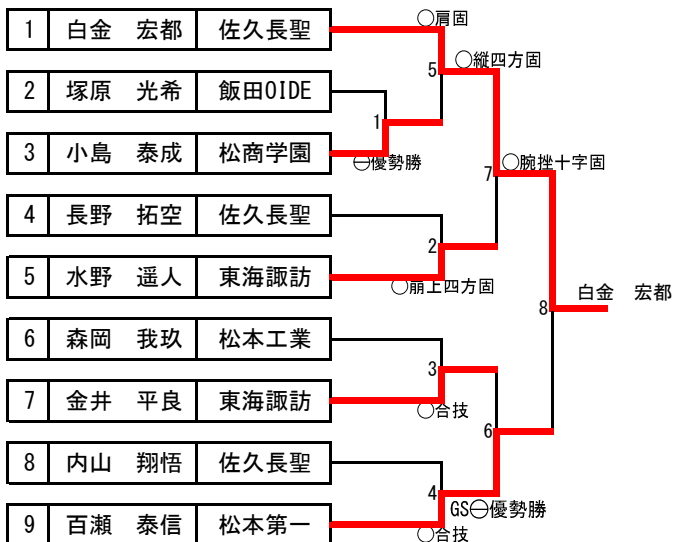 ○肩固
1 白金 宏都 佐久長聖
○縦四方固
5
2 塚原 光希 飯田OIDE
1
3 小島 泰成 松商学園
⊖優勢勝
○腕挫十字固
7
4 長野 拓空 佐久長聖
2
5 水野 遥人 東海諏訪
○崩上四方固
白金 宏都
8
6 森岡 我玖 松本工業
3
7 金井 平良 東海諏訪
○合技
6
8 内山 翔悟 佐久長聖
4
GS⊖優勢勝
9 百瀬 泰信 松本第一
○合技